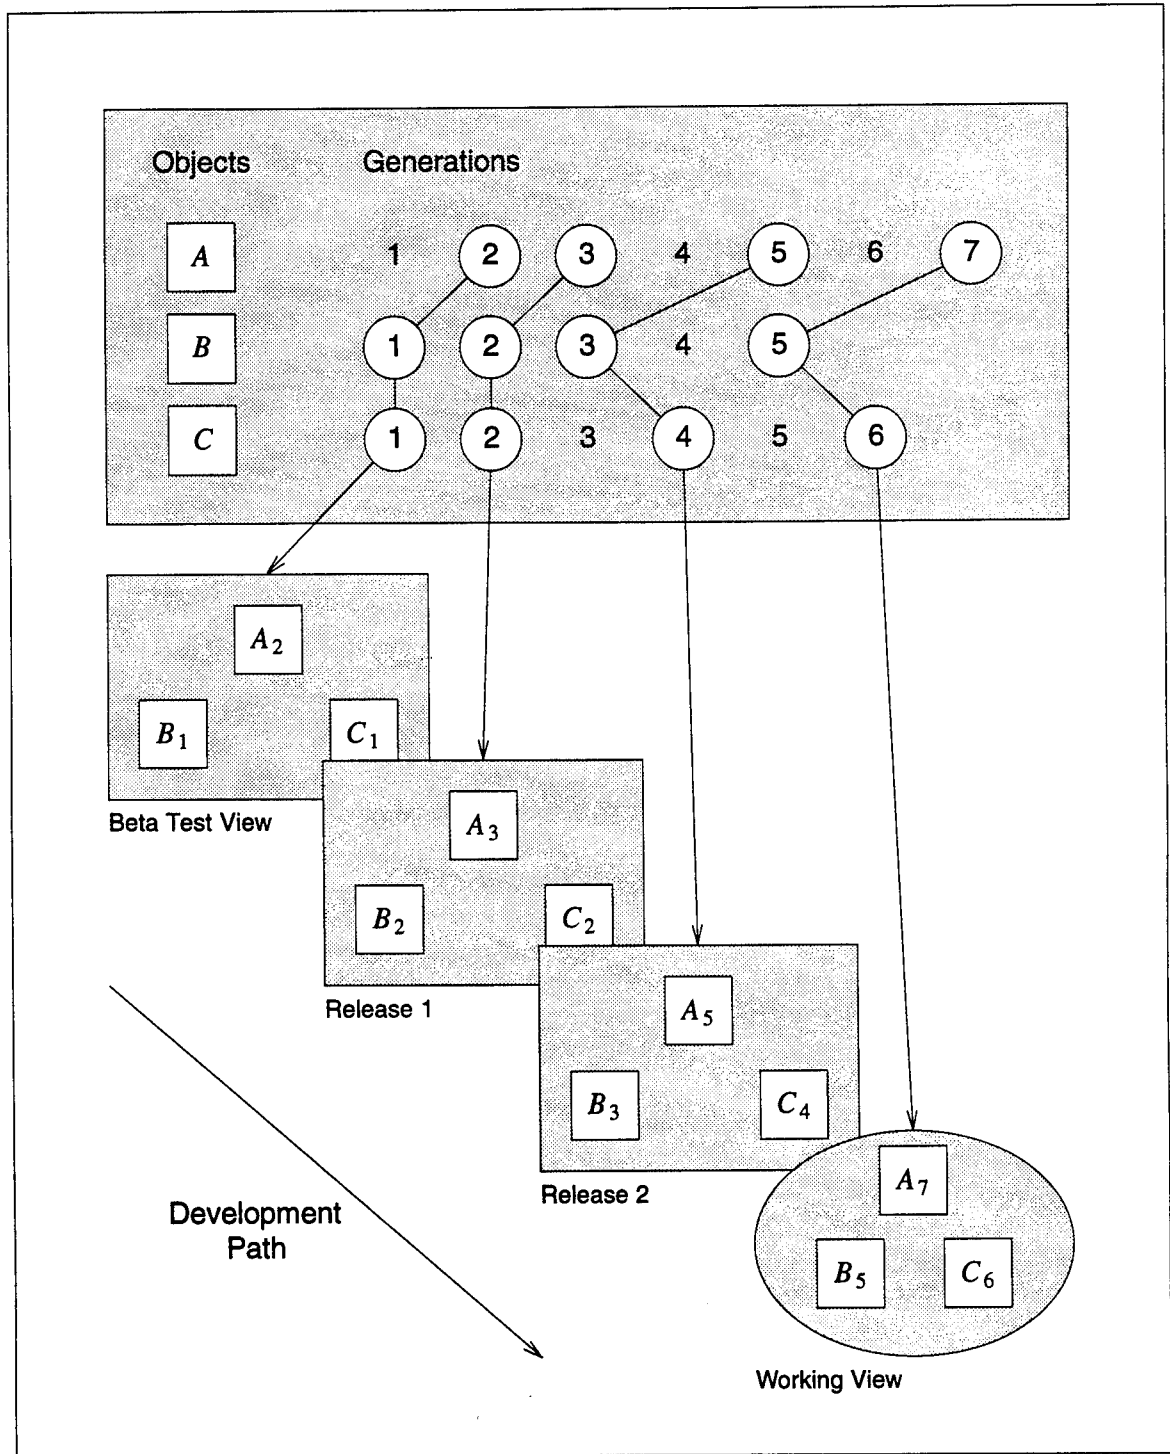 Objects Generations
A 1 2 3 4 5 6 7
B 1 2 3 4 5
C 1 2 3 4 5 6
A2
B1 C1
Beta Test View
A3
B2 C2
Release 1
A5
B3 C4
Release 2
A7
B5 C6
Working View
Development
Path